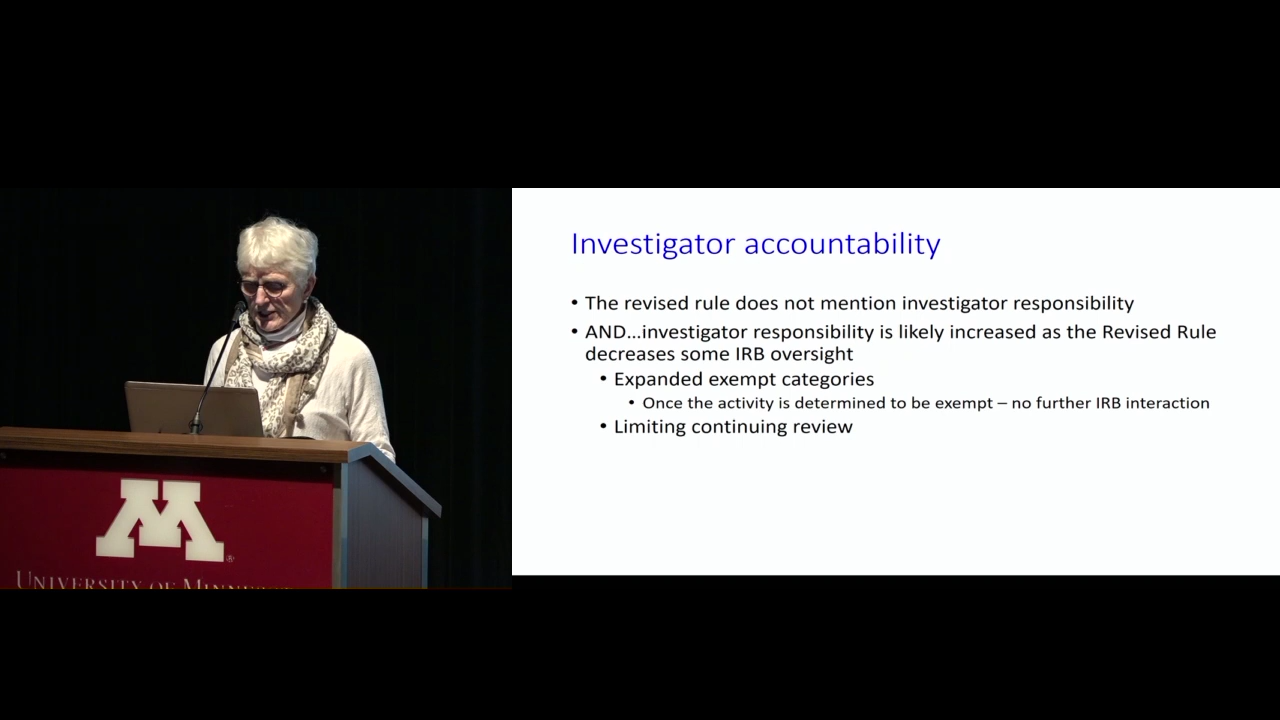 Investigator accountability
• The revised rule does not mention investigator responsibility
• AND...investigator responsibility is likely increased as the Revised Rule
decreases some IRB oversight
• Expanded exempt categories
• Once the activity is determined to be exempt – no further IRB interaction
• Limiting continuing review
M
®
UNIVERSITY OF